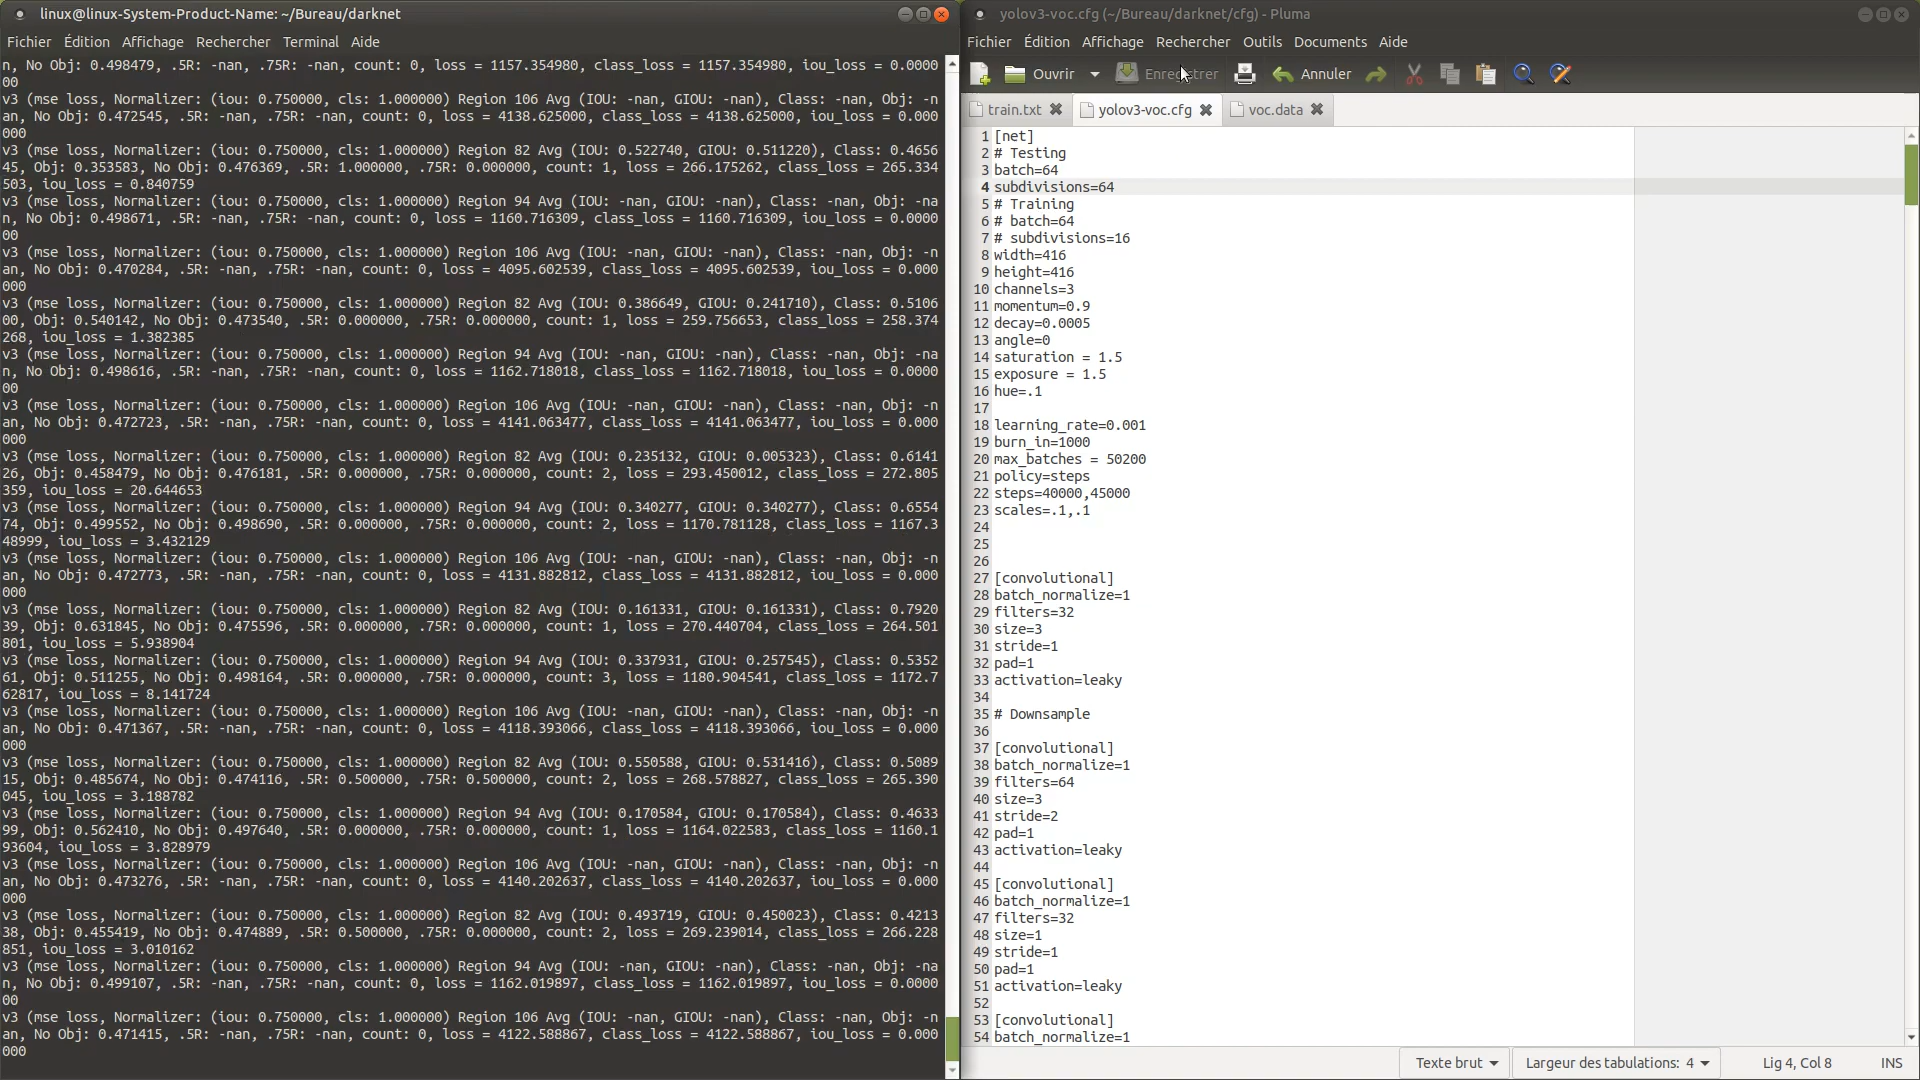 linux@linux-System-Product-Name: ~/Bureau/darknet
Fichier Édition Affichage Rechercher Terminal Aide
n, No Obj: 0.498479, .5R: -nan, .75R: -nan, count: 0, loss = 1157.354980, class_loss = 1157.354980, iou_loss = 0.0000
00
v3 (mse loss, Normalizer: (iou: 0.750000, cls: 1.000000) Region 106 Avg (IOU: -nan, GIOU: -nan), Class: -nan, Obj: -n
an, No Obj: 0.472545, .5R: -nan, .75R: -nan, count: 0, loss = 4138.625000, class_loss = 4138.625000, iou_loss = 0.000
000
v3 (mse loss, Normalizer: (iou: 0.750000, cls: 1.000000) Region 82 Avg (IOU: 0.522740, GIOU: 0.511220), Class: 0.4656
45, Obj: 0.353583, No Obj: 0.476369, .5R: 1.000000, .75R: 0.000000, count: 1, loss = 266.175262, class_loss = 265.334
503, iou_loss = 0.840759
v3 (mse loss, Normalizer: (iou: 0.750000, cls: 1.000000) Region 94 Avg (IOU: -nan, GIOU: -nan), Class: -nan, Obj: -na
n, No Obj: 0.498671, .5R: -nan, .75R: -nan, count: 0, loss = 1160.716309, class_loss = 1160.716309, iou_loss = 0.0000
00
v3 (mse loss, Normalizer: (iou: 0.750000, cls: 1.000000) Region 106 Avg (IOU: -nan, GIOU: -nan), Class: -nan, Obj: -n
an, No Obj: 0.470284, .5R: -nan, .75R: -nan, count: 0, loss = 4095.602539, class_loss = 4095.602539, iou_loss = 0.000
000
v3 (mse loss, Normalizer: (iou: 0.750000, cls: 1.000000) Region 82 Avg (IOU: 0.386649, GIOU: 0.241710), Class: 0.5106
00, Obj: 0.540142, No Obj: 0.473540, .5R: 0.000000, .75R: 0.000000, count: 1, loss = 259.756653, class_loss = 258.374
268, iou_loss = 1.382385
v3 (mse loss, Normalizer: (iou: 0.750000, cls: 1.000000) Region 94 Avg (IOU: -nan, GIOU: -nan), Class: -nan, Obj: -na
n, No Obj: 0.498616, .5R: -nan, .75R: -nan, count: 0, loss = 1162.718018, class_loss = 1162.718018, iou_loss = 0.0000
00
v3 (mse loss, Normalizer: (iou: 0.750000, cls: 1.000000) Region 106 Avg (IOU: -nan, GIOU: -nan), Class: -nan, Obj: -n
an, No Obj: 0.472723, .5R: -nan, .75R: -nan, count: 0, loss = 4141.063477, class_loss = 4141.063477, iou_loss = 0.000
000
v3 (mse loss, Normalizer: (iou: 0.750000, cls: 1.000000) Region 82 Avg (IOU: 0.235132, GIOU: 0.005323), Class: 0.6141
26, Obj: 0.458479, No Obj: 0.476181, .5R: 0.000000, .75R: 0.000000, count: 2, loss = 293.450012, class_loss = 272.805
359, iou_loss = 20.644653
v3 (mse loss, Normalizer: (iou: 0.750000, cls: 1.000000) Region 94 Avg (IOU: 0.340277, GIOU: 0.340277), Class: 0.6554
74, Obj: 0.499552, No Obj: 0.498690, .5R: 0.000000, .75R: 0.000000, count: 2, loss = 1170.781128, class_loss = 1167.3
48999, iou_loss = 3.432129
v3 (mse loss, Normalizer: (iou: 0.750000, cls: 1.000000) Region 106 Avg (IOU: -nan, GIOU: -nan), Class: -nan, Obj: -n
an, No Obj: 0.472773, .5R: -nan, .75R: -nan, count: 0, loss = 4131.882812, class_loss = 4131.882812, iou_loss = 0.000
000
v3 (mse loss, Normalizer: (iou: 0.750000, cls: 1.000000) Region 82 Avg (IOU: 0.161331, GIOU: 0.161331), Class: 0.7920
39, Obj: 0.631845, No Obj: 0.475596, .5R: 0.000000, .75R: 0.000000, count: 1, loss = 270.440704, class_loss = 264.501
801, iou_loss = 5.938904
v3 (mse loss, Normalizer: (iou: 0.750000, cls: 1.000000) Region 94 Avg (IOU: 0.337931, GIOU: 0.257545), Class: 0.5352
61, Obj: 0.511255, No Obj: 0.498164, .5R: 0.000000, .75R: 0.000000, count: 3, loss = 1180.904541, class_loss = 1172.7
62817, iou_loss = 8.141724
v3 (mse loss, Normalizer: (iou: 0.750000, cls: 1.000000) Region 106 Avg (IOU: -nan, GIOU: -nan), Class: -nan, Obj: -n
an, No Obj: 0.471367, .5R: -nan, .75R: -nan, count: 0, loss = 4118.393066, class_loss = 4118.393066, iou_loss = 0.000
000
v3 (mse loss, Normalizer: (iou: 0.750000, cls: 1.000000) Region 82 Avg (IOU: 0.550588, GIOU: 0.531416), Class: 0.5089
15, Obj: 0.485674, No Obj: 0.474116, .5R: 0.500000, .75R: 0.500000, count: 2, loss = 268.578827, class_loss = 265.390
045, iou_loss = 3.188782
v3 (mse loss, Normalizer: (iou: 0.750000, cls: 1.000000) Region 94 Avg (IOU: 0.170584, GIOU: 0.170584), Class: 0.4633
99, Obj: 0.562410, No Obj: 0.497640, .5R: 0.000000, .75R: 0.000000, count: 1, loss = 1164.022583, class_loss = 1160.1
93604, iou_loss = 3.828979
v3 (mse loss, Normalizer: (iou: 0.750000, cls: 1.000000) Region 106 Avg (IOU: -nan, GIOU: -nan), Class: -nan, Obj: -n
an, No Obj: 0.473276, .5R: -nan, .75R: -nan, count: 0, loss = 4140.202637, class_loss = 4140.202637, iou_loss = 0.000
000
v3 (mse loss, Normalizer: (iou: 0.750000, cls: 1.000000) Region 82 Avg (IOU: 0.493719, GIOU: 0.450023), Class: 0.4213
38, Obj: 0.455419, No Obj: 0.474889, .5R: 0.500000, .75R: 0.000000, count: 2, loss = 269.239014, class_loss = 266.228
851, iou_loss = 3.010162
v3 (mse loss, Normalizer: (iou: 0.750000, cls: 1.000000) Region 94 Avg (IOU: -nan, GIOU: -nan), Class: -nan, Obj: -na
n, No Obj: 0.499107, .5R: -nan, .75R: -nan, count: 0, loss = 1162.019897, class_loss = 1162.019897, iou_loss = 0.0000
00
v3 (mse loss, Normalizer: (iou: 0.750000, cls: 1.000000) Region 106 Avg (IOU: -nan, GIOU: -nan), Class: -nan, Obj: -n
an, No Obj: 0.471415, .5R: -nan, .75R: -nan, count: 0, loss = 4122.588867, class_loss = 4122.588867, iou_loss = 0.000
000
yolov3-voc.cfg (~/Bureau/darknet/cfg) - Pluma
Fichier Édition Affichage Rechercher Outils Documents Aide
Ouvrir Enregistrer Annuler
train.txt yolov3-voc.cfg voc.data
1 [net]
2 # Testing
3 batch=64
4 subdivisions=64
5 # Training
6 # batch=64
7 # subdivisions=16
8 width=416
9 height=416
10 channels=3
11 momentum=0.9
12 decay=0.0005
13 angle=0
14 saturation = 1.5
15 exposure = 1.5
16 hue=.1
17
18 learning_rate=0.001
19 burn_in=1000
20 max_batches = 50200
21 policy=steps
22 steps=40000,45000
23 scales=.1,.1
24
25
26
27 [convolutional]
28 batch_normalize=1
29 filters=32
30 size=3
31 stride=1
32 pad=1
33 activation=leaky
34
35 # Downsample
36
37 [convolutional]
38 batch_normalize=1
39 filters=64
40 size=3
41 stride=2
42 pad=1
43 activation=leaky
44
45 [convolutional]
46 batch_normalize=1
47 filters=32
48 size=1
49 stride=1
50 pad=1
51 activation=leaky
52
53 [convolutional]
54 batch_normalize=1
Texte brut Largeur des tabulations: 4 Lig 4, Col 8 INS